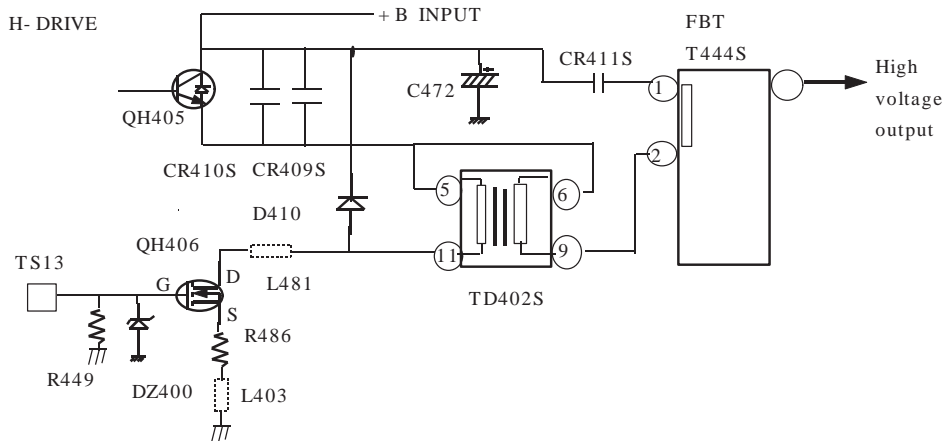 H- DRIVE
+ B INPUT
FBT
T444S
CR411S
High
voltage
output
C472
1
QH405
2
CR410S
CR409S
5
6
D410
QH406
11
9
TS13
G
D
L481
TD402S
S
R486
R449
DZ400
L403